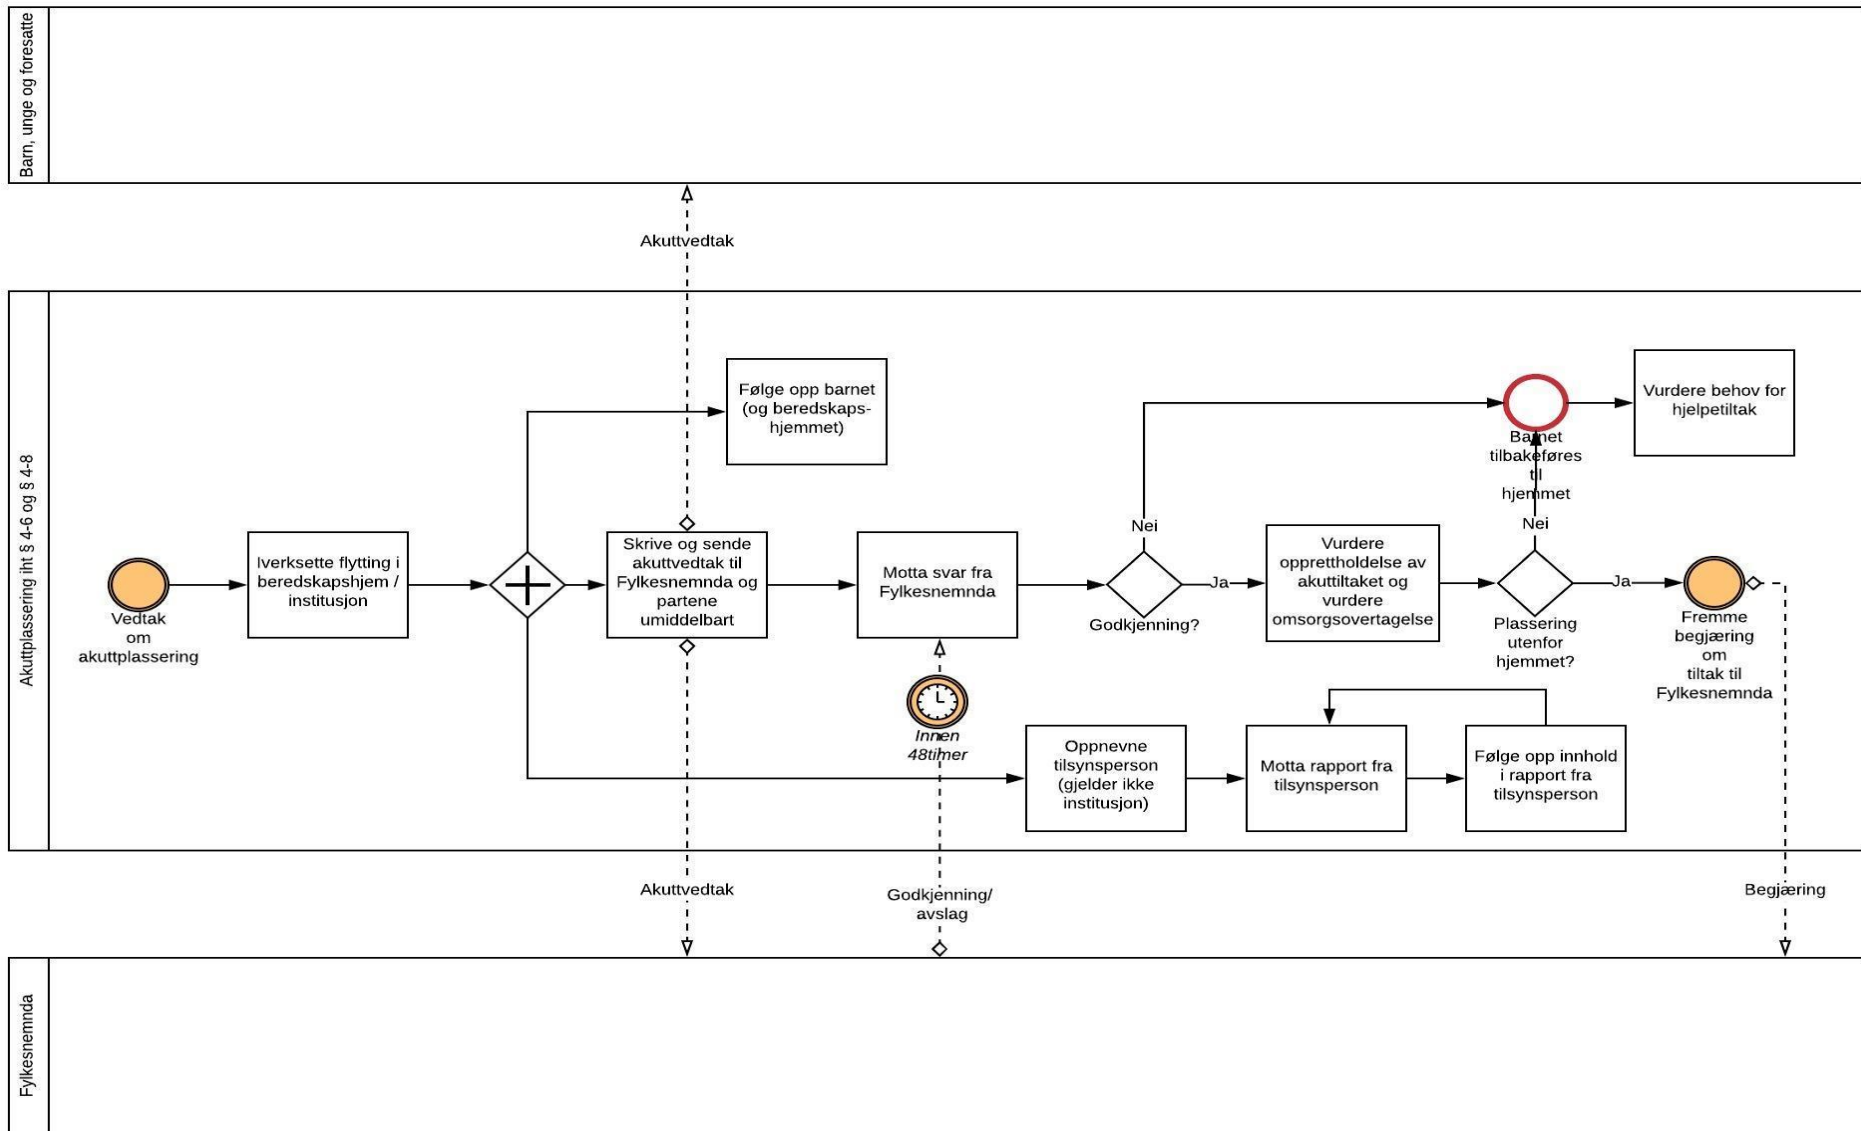 Barn, unge og foresatte
Akuttvedtak
Akuttplassering iht § 4-6 og § 4-8
Følge opp barnet
(og beredskaps-
hjemmet)
Vurdere behov for
hjelpetiltak
Barnet
tilbakeføres
til
hjemmet
Vedtak
om
akuttplassering
Iverksette flytting i
beredskapshjem /
institusjon
Skrive og sende
akuttvedtak til
Fylkesnemnda og
partene
umiddelbart
Motta svar fra
Fylkesnemnda
Nei
Godkjenning?
Ja
Vurdere
opprettholdelse av
akuttiltaket og
vurdere
omsorgsovertagelse
Nei
Plassering
utenfor
hjemmet?
Ja
Fremme
begjæring
om
tiltak til
Fylkesnemnda
Innen
48timer
Oppnevne
tilsynsperson
(gjelder ikke
institusjon)
Motta rapport fra
tilsynsperson
Følge opp innhold
i rapport fra
tilsynsperson
Akuttvedtak
Godkjenning/
avslag
Begjæring
Fylkesnemnda